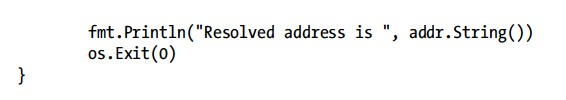 fmt.Println("Resolved address is ", addr.String())
os.Exit(0)
}